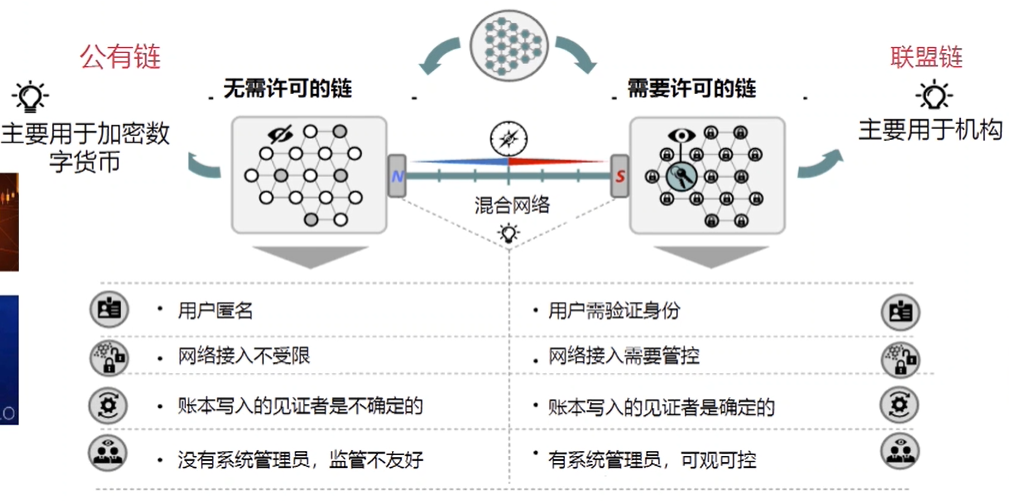 公有链
联盟链
无需许可的链
需要许可的链
主要用于加密数
字货币
主要用于机构
N
S
混合网络
• 用户匿名
• 用户需验证身份
• 网络接入不受限
• 网络接入需要管控
• 账本写入的见证者是不确定的
• 账本写入的见证者是确定的
• 没有系统管理员，监管不友好
• 有系统管理员，可观可控